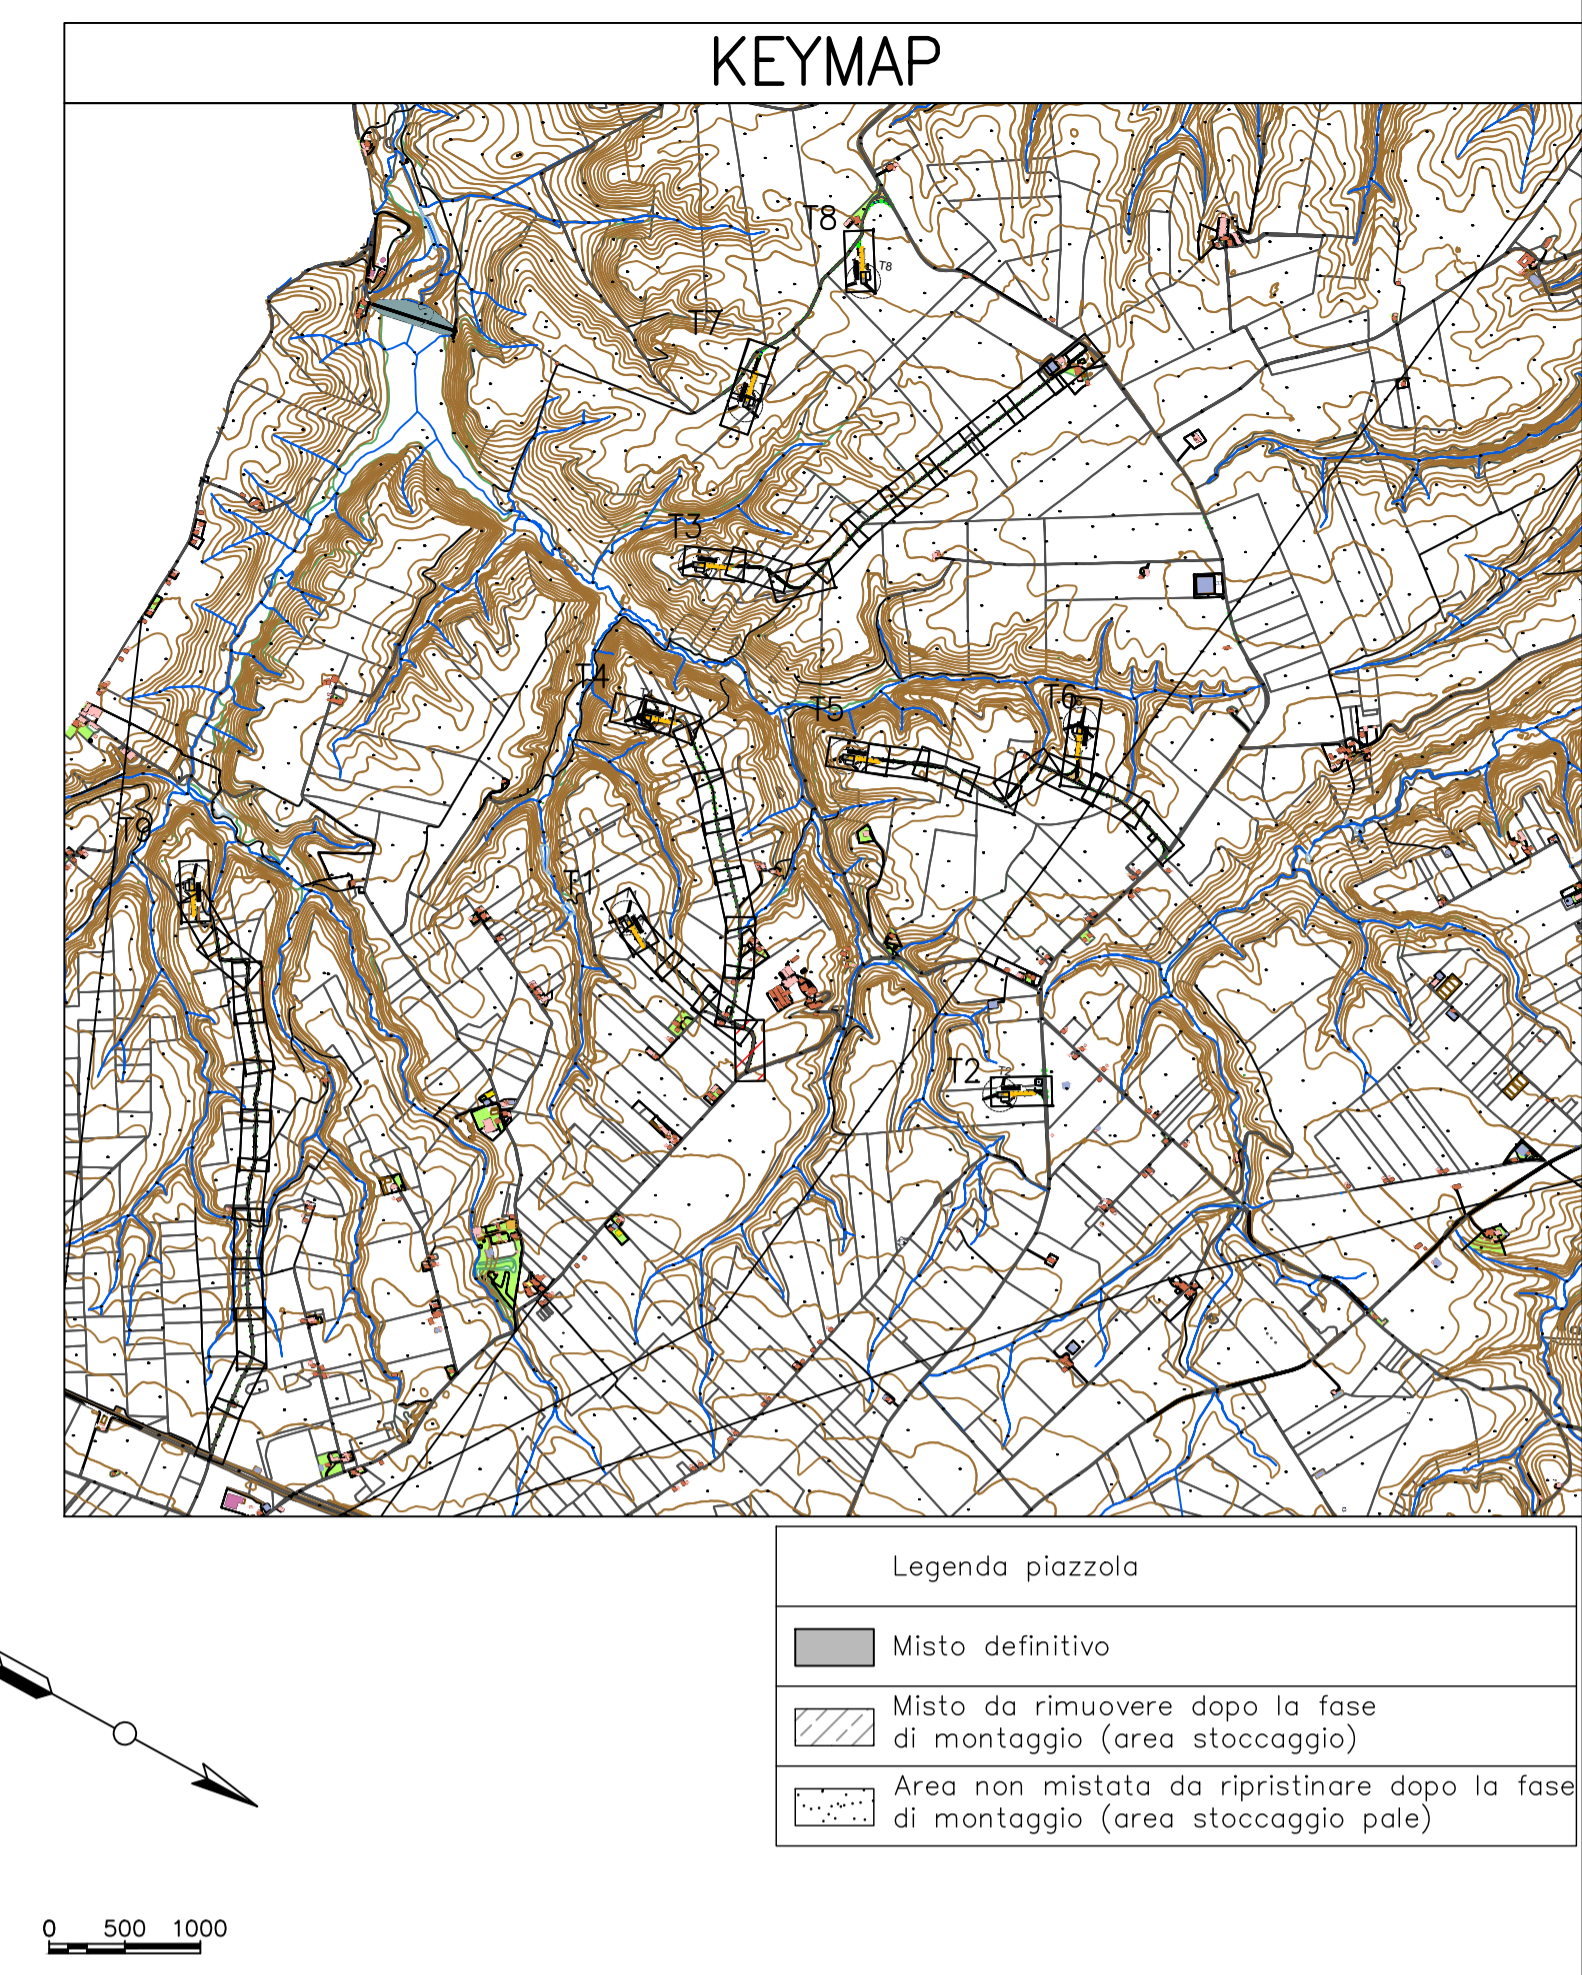 KEYMAP
T8
T8
T7
T3
T4
T5
T6
T9
T1
T2
Legenda piazzola
Misto definitivo
Misto da rimuovere dopo la fase
di montaggio (area stoccaggio)
Area non mistata da ripristinare dopo la fase
di montaggio (area stoccaggio pale)
0 500 1000